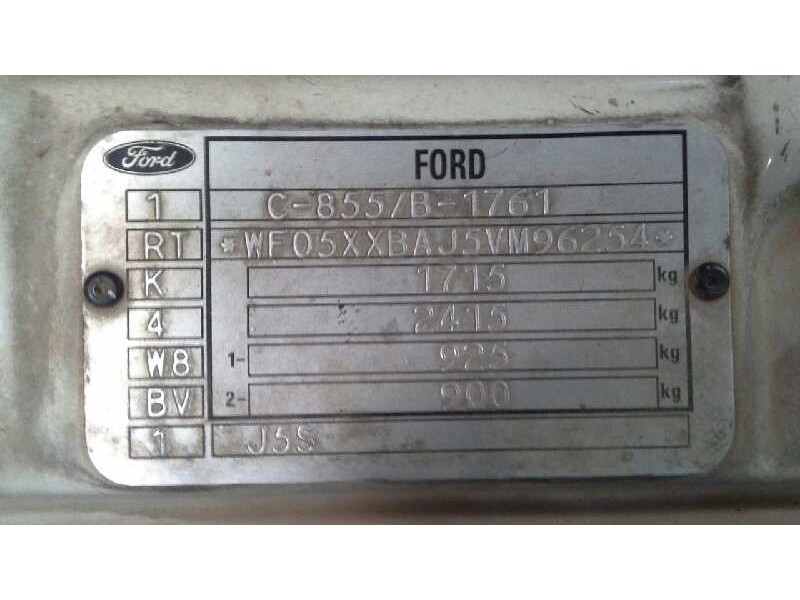 Ford FORD
1 C-855/B-1761
RT *WF05XXBAJ5VM96254*
K 1715 kg
4 2415 kg
W8 1- 925 kg
BV 2- 900 kg
1 J5S